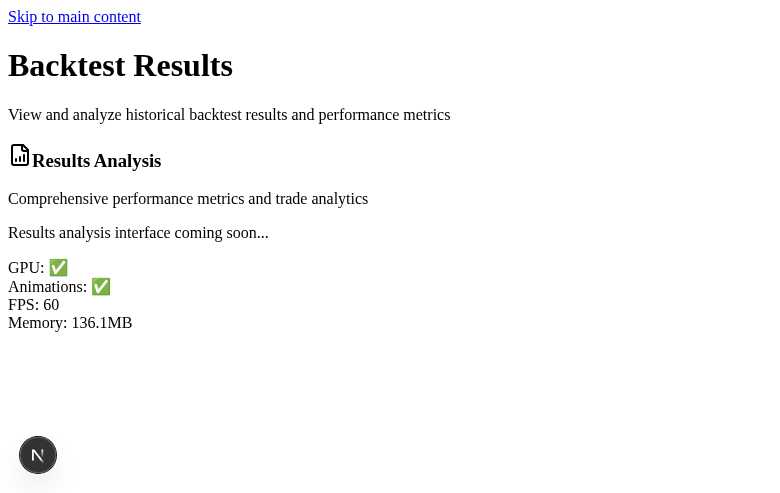 Skip to main content
Backtest Results
View and analyze historical backtest results and performance metrics
Results Analysis
Comprehensive performance metrics and trade analytics
Results analysis interface coming soon...
GPU: ✅
Animations: ✅
FPS: 60
Memory: 136.1MB
N